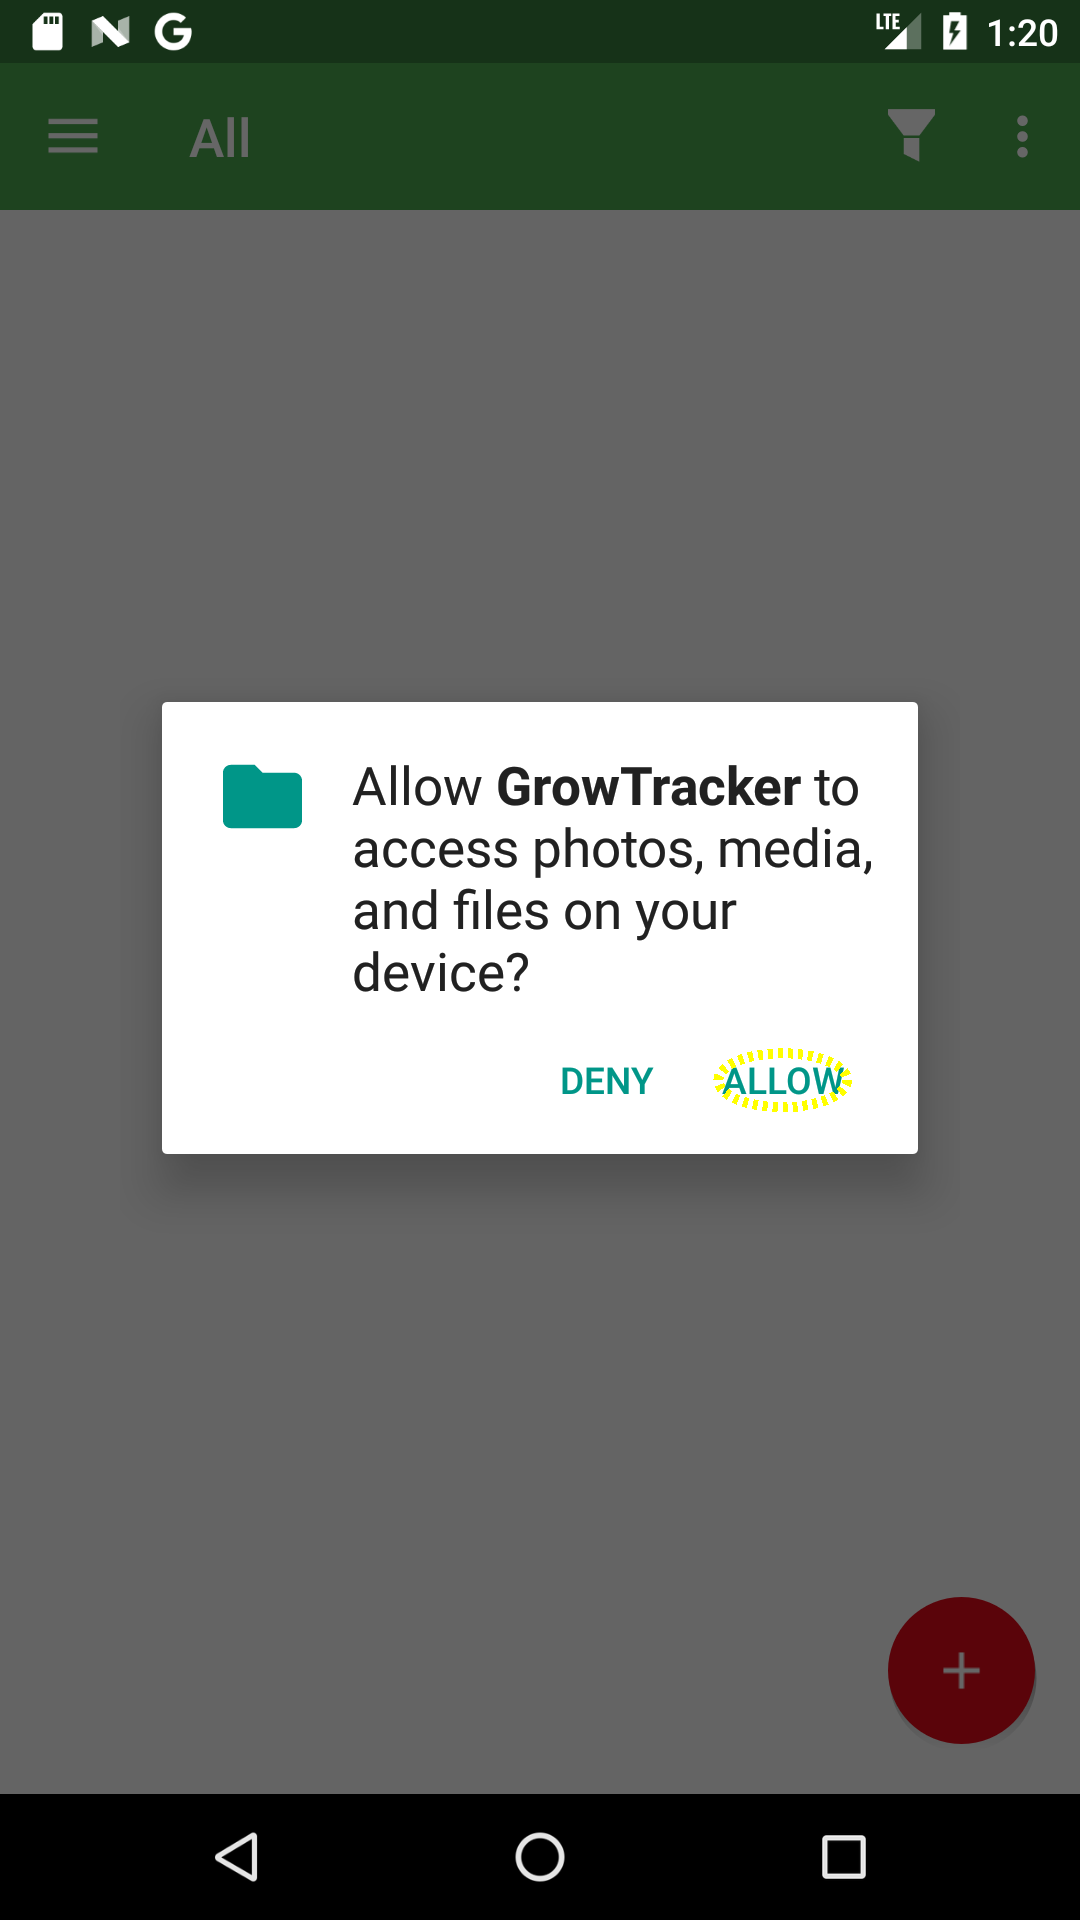 LTE 1:20
All
Allow GrowTracker to
access photos, media,
and files on your
device?
DENY ALLOW